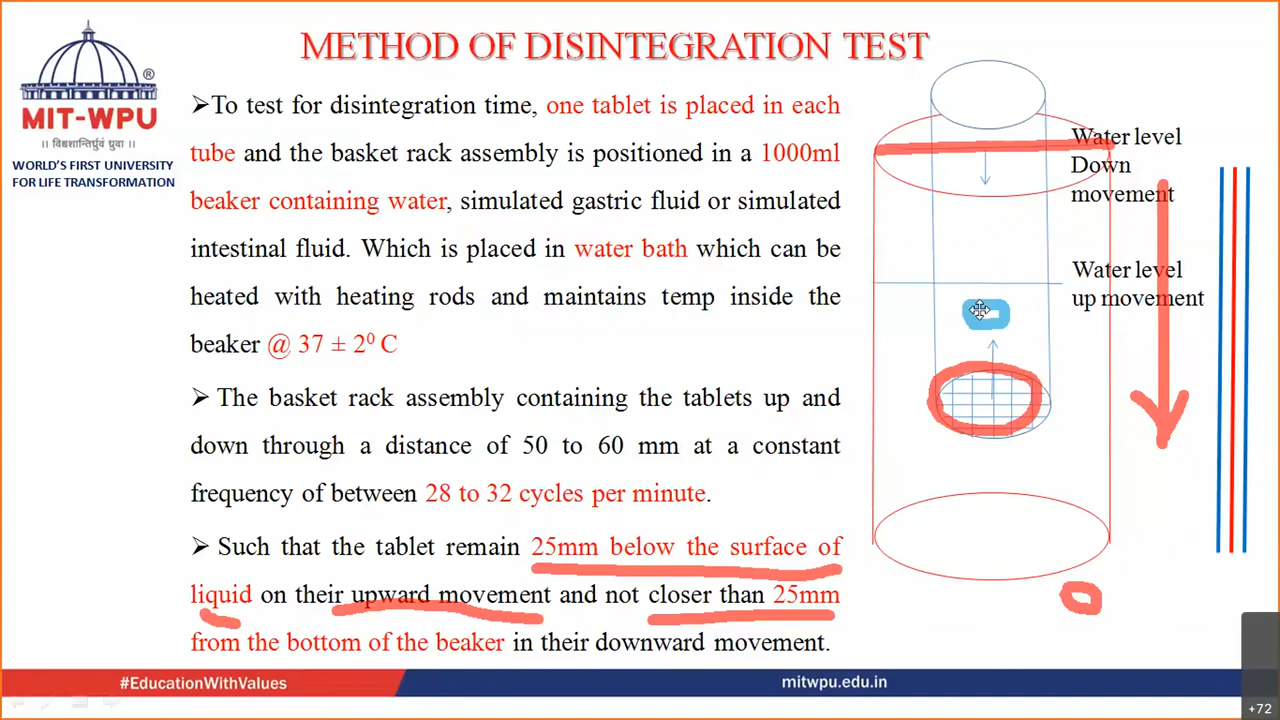 METHOD OF DISINTEGRATION TEST
®
MIT-WPU
॥ विश्वशान्तिर्ध्रुवं ध्रुवा ॥
WORLD'S FIRST UNIVERSITY
FOR LIFE TRANSFORMATION
➢To test for disintegration time, one tablet is placed in each
tube and the basket rack assembly is positioned in a 1000ml
beaker containing water, simulated gastric fluid or simulated
intestinal fluid. Which is placed in water bath which can be
heated with heating rods and maintains temp inside the
beaker @ 37 ± 2⁰ C
➢ The basket rack assembly containing the tablets up and
down through a distance of 50 to 60 mm at a constant
frequency of between 28 to 32 cycles per minute.
➢ Such that the tablet remain 25mm below the surface of
liquid on their upward movement and not closer than 25mm
from the bottom of the beaker in their downward movement.
Water level
Down
movement
Water level
up movement
#EducationWithValues
mitwpu.edu.in
+72